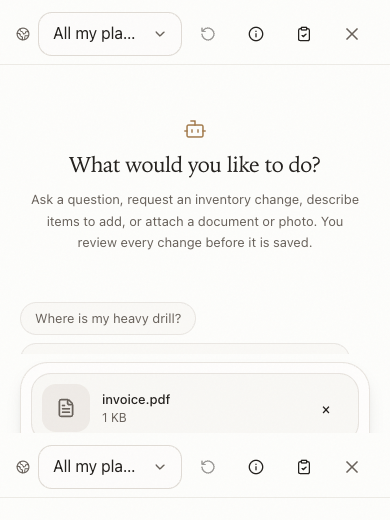 All my pla...
What would you like to do?
Ask a question, request an inventory change, describe
items to add, or attach a document or photo. You
review every change before it is saved.
Where is my heavy drill?
invoice.pdf
1 KB
All my pla...